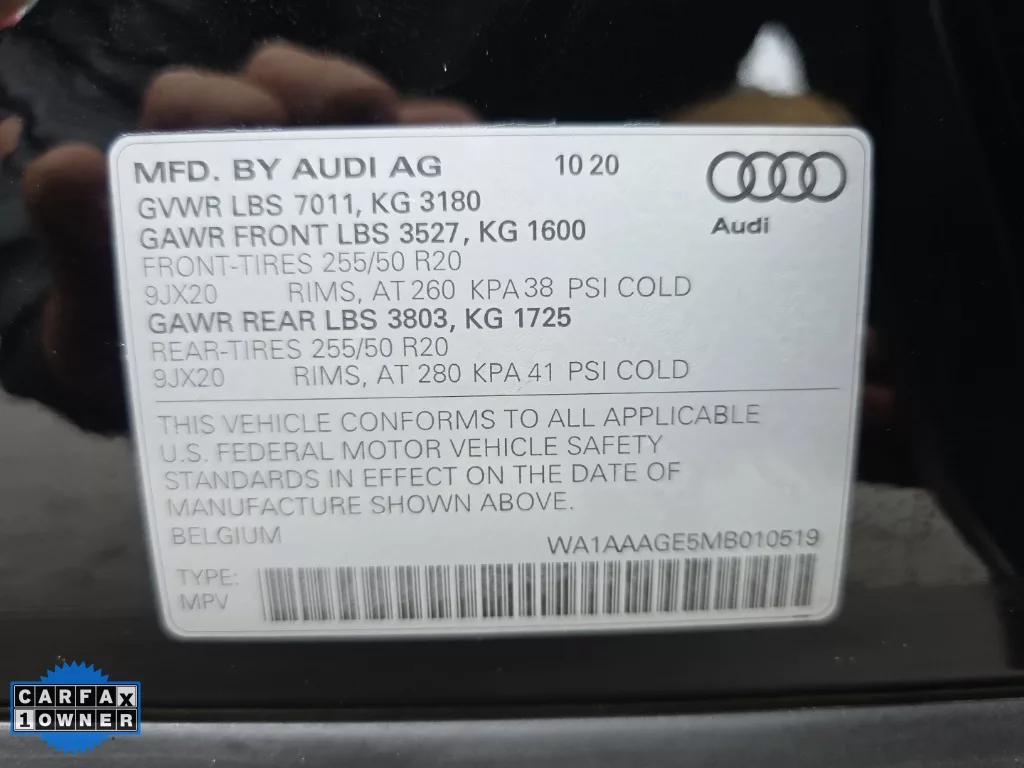 MFD. BY AUDI AG 10 20
Audi
GVWR LBS 7011, KG 3180
GAWR FRONT LBS 3527, KG 1600
FRONT-TIRES 255/50 R20
9JX20 RIMS, AT 260 KPA 38 PSI COLD
GAWR REAR LBS 3803, KG 1725
REAR-TIRES 255/50 R20
9JX20 RIMS, AT 280 KPA 41 PSI COLD
THIS VEHICLE CONFORMS TO ALL APPLICABLE
U.S. FEDERAL MOTOR VEHICLE SAFETY
STANDARDS IN EFFECT ON THE DATE OF
MANUFACTURE SHOWN ABOVE.
BELGIUM WA1AAAGE5MB010519
TYPE:
MPV
CARFAX
1 OWNER